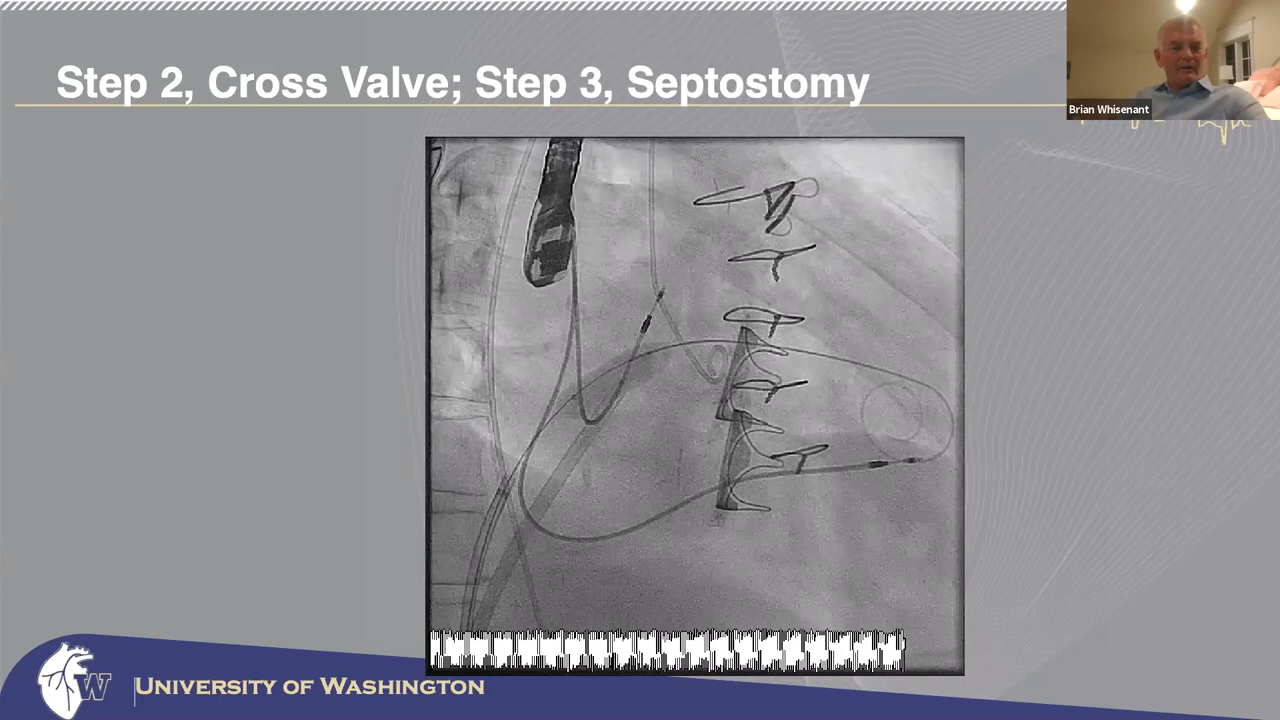 Step 2, Cross Valve; Step 3, Septostomy
Brian Whisenant
W
UNIVERSITY OF WASHINGTON